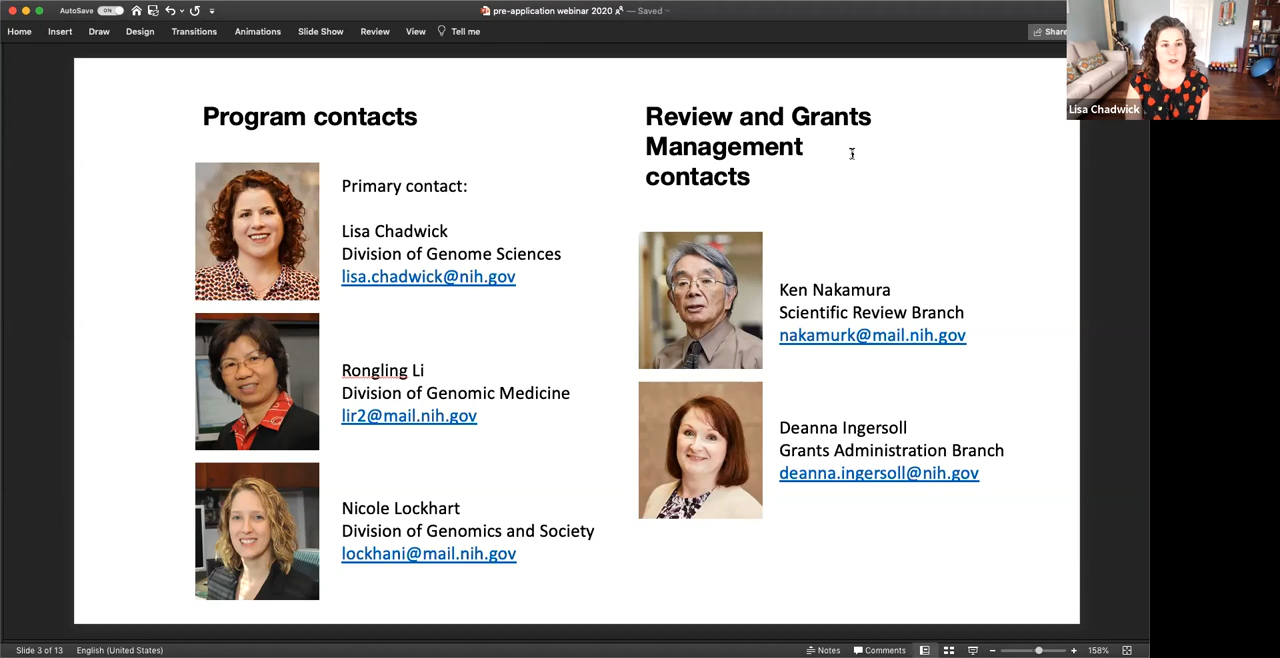 AutoSave ON
pre-application webinar 2020 — Saved
Home Insert Draw Design Transitions Animations Slide Show Review View Tell me
Share
Lisa Chadwick
Program contacts
Primary contact:
Lisa Chadwick
Division of Genome Sciences
lisa.chadwick@nih.gov
Rongling Li
Division of Genomic Medicine
lir2@mail.nih.gov
Nicole Lockhart
Division of Genomics and Society
lockhani@mail.nih.gov
Review and Grants
Management
contacts
Ken Nakamura
Scientific Review Branch
nakamurk@mail.nih.gov
Deanna Ingersoll
Grants Administration Branch
deanna.ingersoll@nih.gov
Slide 3 of 13 English (United States) Notes Comments 158%